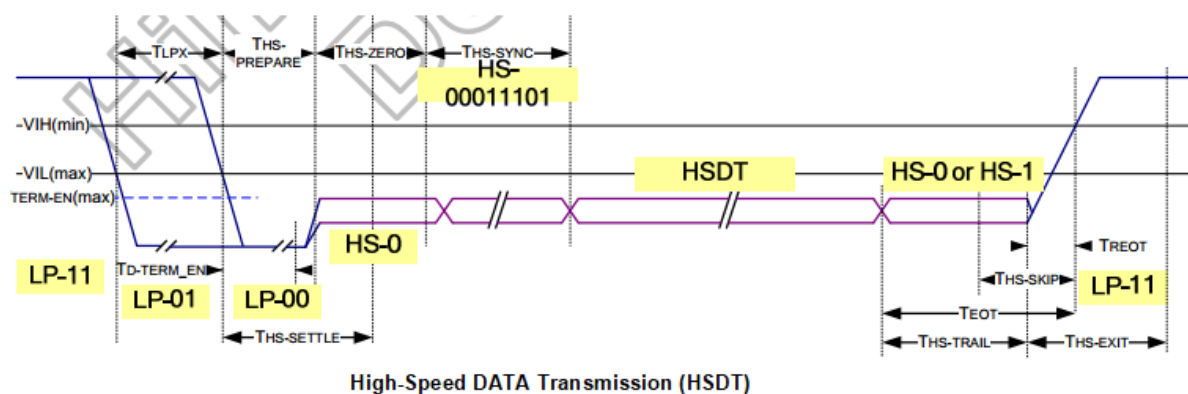 TLPX
THS-PREPARE
THS-ZERO
THS-SYNC
HS-00011101
-VIH(min)
-VIL(max)
TERM-EN(max)
HSDT
HS-0 or HS-1
HS-0
TREOT
LP-11
TD-TERM_EN
LP-01
LP-00
THS-SKIP
LP-11
TEOT
THS-SETTLE
THS-TRAIL
THS-EXIT
High-Speed DATA Transmission (HSDT)